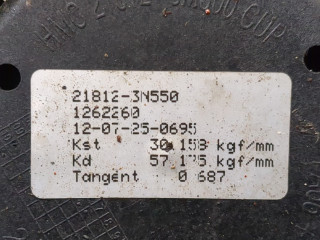 21812-3N550
1262260
12-07-25-0695
Kst 30.158 kgf/mm
Kd 57.175 kgf/mm
Tangent 0.687